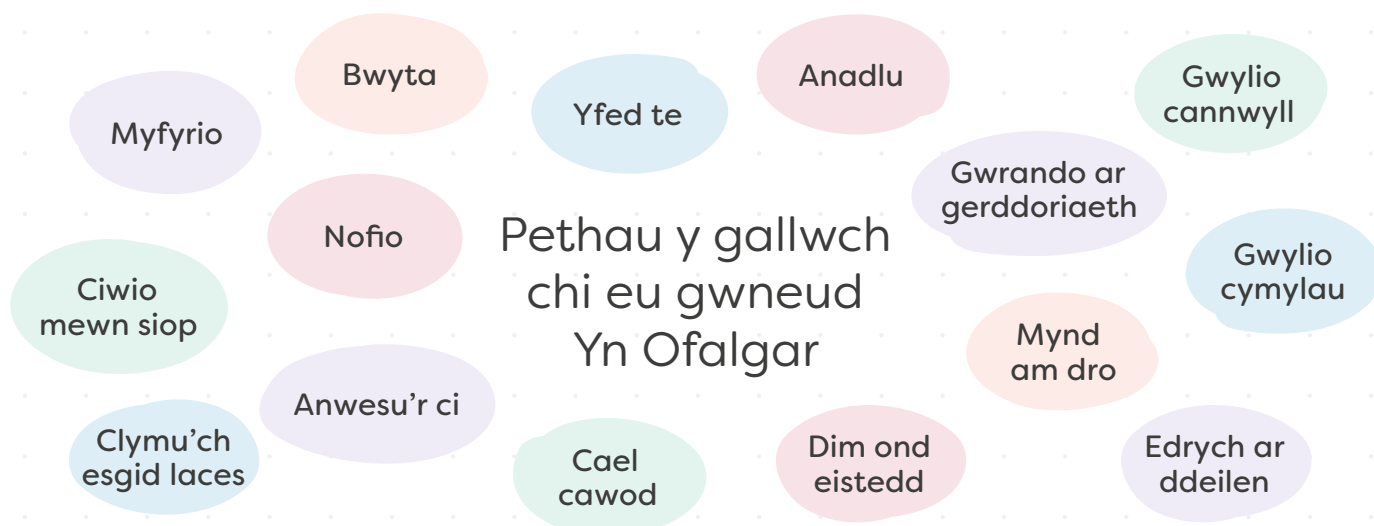 Bwyta
Anadlu
Yfed te
Gwylio
cannwyll
Myfyrio
Gwrando ar
gerddoriaeth
Nofio
Pethau y gallwch
chi eu gwneud
Yn Ofalgar
Gwylio
cymylau
Ciwio
mewn siop
Mynd
am dro
Anwesu'r ci
Clymu'ch
esgid laces
Cael
cawod
Dim ond
eistedd
Edrych ar
ddeilen